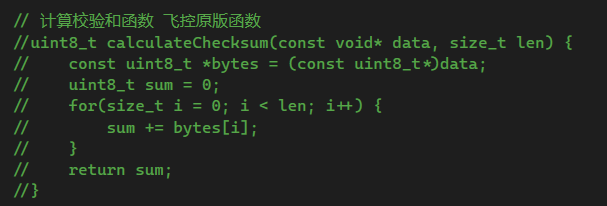 // 计算校验和函数 飞控原版函数
//uint8_t calculateChecksum(const void* data, size_t len) {
//    const uint8_t *bytes = (const uint8_t*)data;
//    uint8_t sum = 0;
//    for(size_t i = 0; i < len; i++) {
//        sum += bytes[i];
//    }
//    return sum;
//}